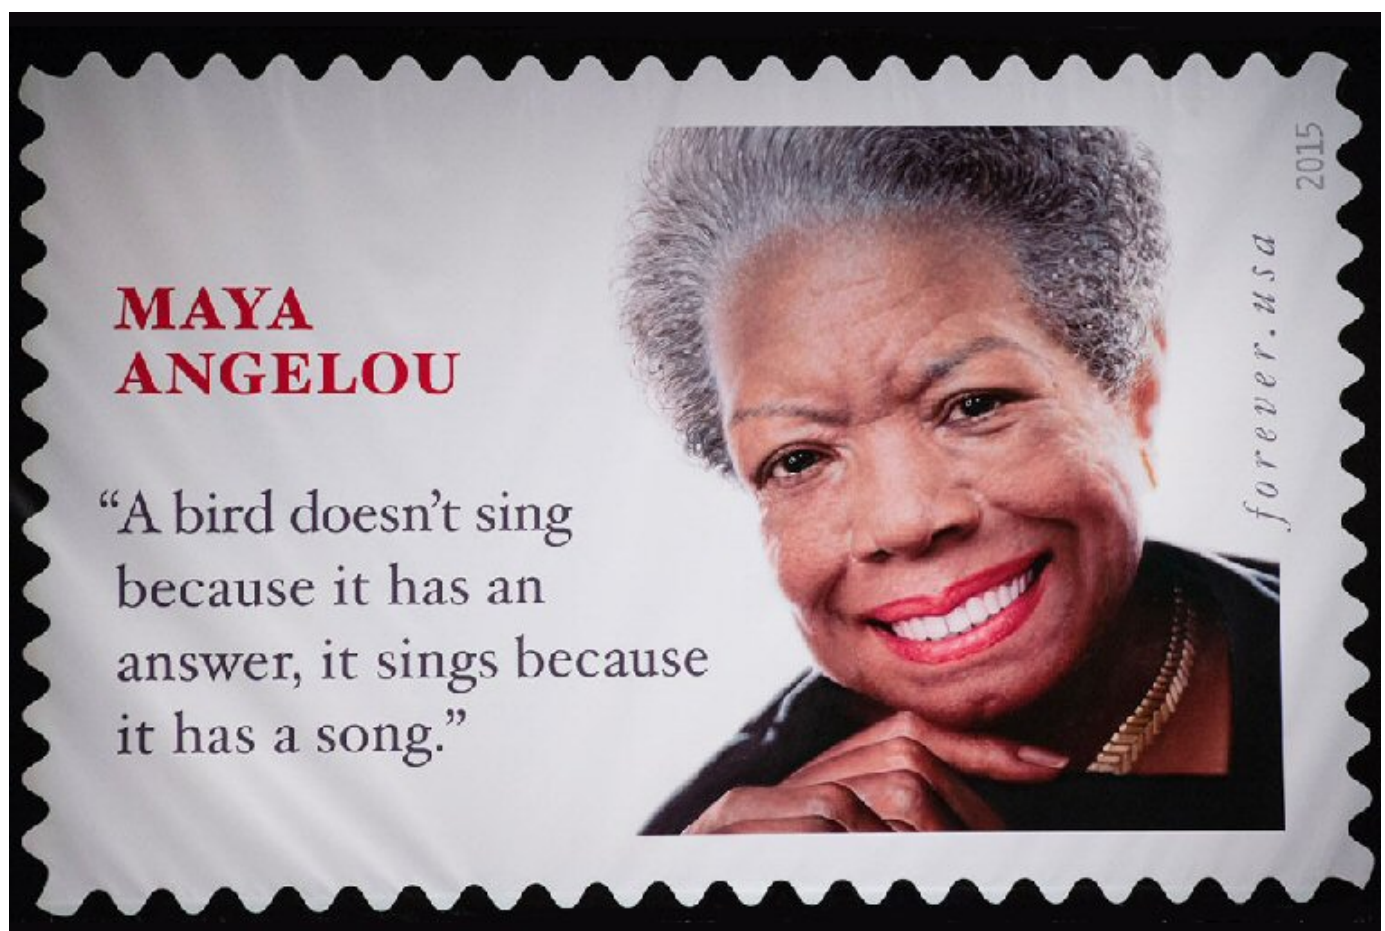 MAYA
ANGELOU
“A bird doesn’t sing
because it has an
answer, it sings because
it has a song.”
forever.usa
2015